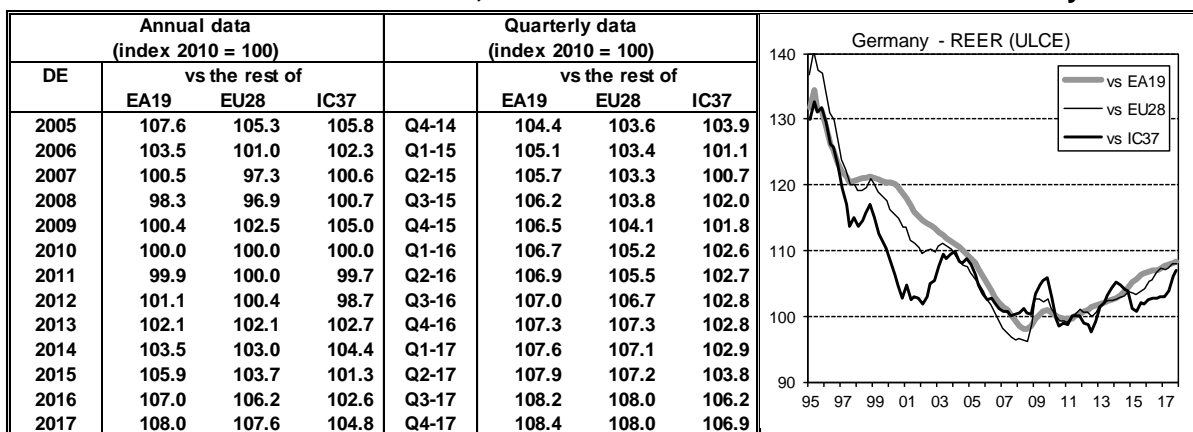 Annual data Quarterly data
(index 2010 = 100) (index 2010 = 100)
DE vs the rest of vs the rest of
EA19 EU28 IC37 EA19 EU28 IC37
2005 107.6 105.3 105.8 Q4-14 104.4 103.6 103.9
2006 103.5 101.0 102.3 Q1-15 105.1 103.4 101.1
2007 100.5 97.3 100.6 Q2-15 105.7 103.3 100.7
2008 98.3 96.9 100.7 Q3-15 106.2 103.8 102.0
2009 100.4 102.5 105.0 Q4-15 106.5 104.1 101.8
2010 100.0 100.0 100.0 Q1-16 106.7 105.2 102.6
2011 99.9 100.0 99.7 Q2-16 106.9 105.5 102.7
2012 101.1 100.4 98.7 Q3-16 107.0 106.7 102.8
2013 102.1 102.1 102.7 Q4-16 107.3 107.3 102.8
2014 103.5 103.0 104.4 Q1-17 107.6 107.1 102.9
2015 105.9 103.7 101.3 Q2-17 107.9 107.2 103.8
2016 107.0 106.2 102.6 Q3-17 108.2 108.0 106.2
2017 108.0 107.6 104.8 Q4-17 108.4 108.0 106.9
Germany - REER (ULCE)
vs EA19
vs EU28
vs IC37
140
130
120
110
100
90
95 97 99 01 03 05 07 09 11 13 15 17